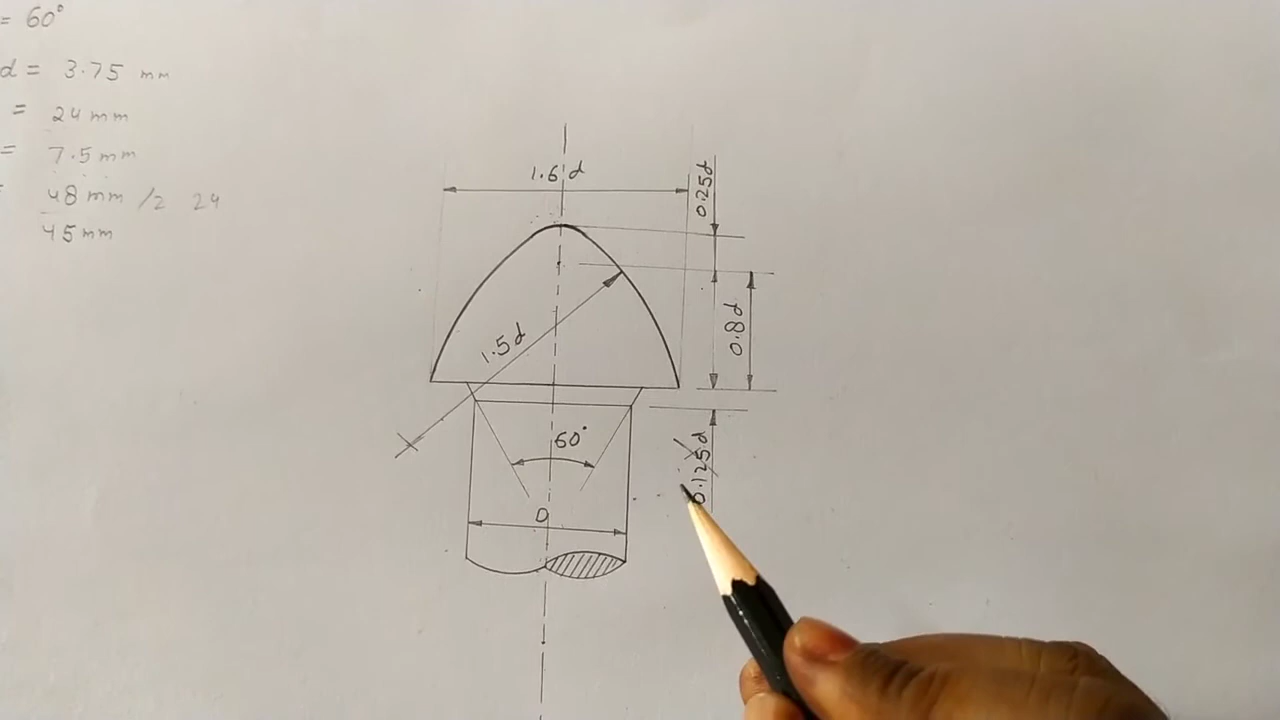 = 60°
d = 3.75 mm
= 24 mm
= 7.5 mm
48 mm /2 24
45 mm
1.6 d
0.25d
1.5d
0.8d
60°
0.125d
D